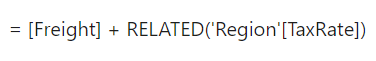 = [Freight] + RELATED('Region'[TaxRate])